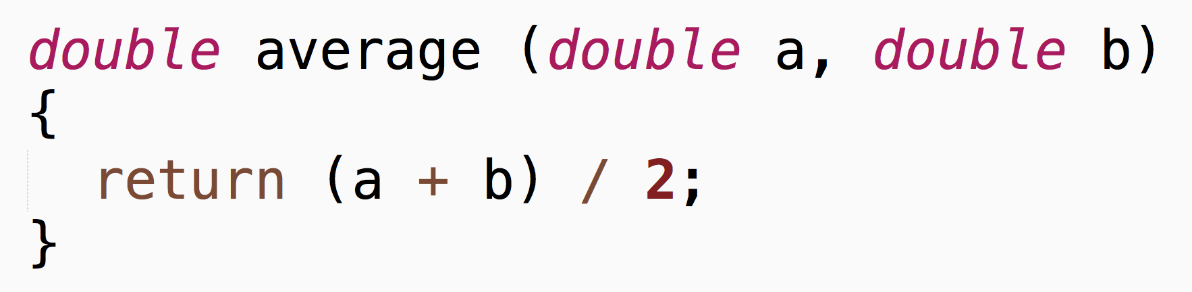 double average (double a, double b)
{
  return (a + b) / 2;
}